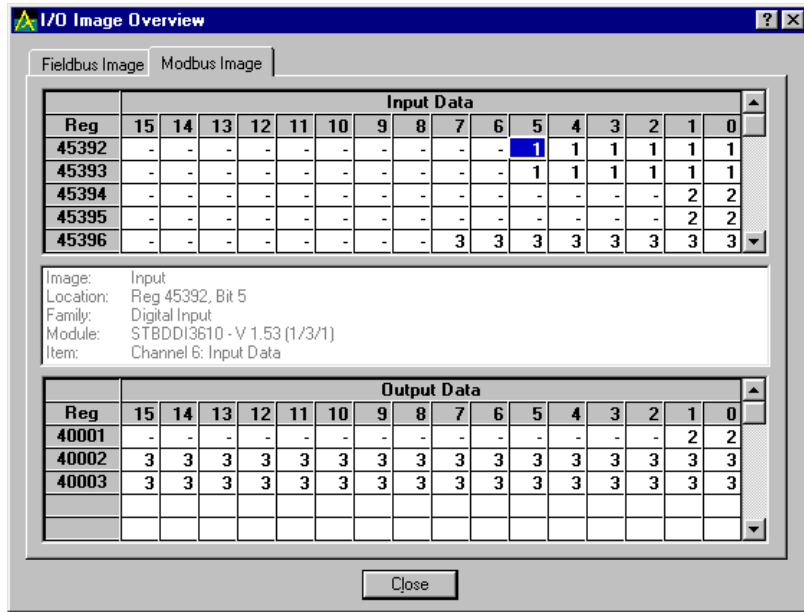 I/O Image Overview
Fieldbus Image Modbus Image
Input Data
Reg 15 14 13 12 11 10 9 8 7 6 5 4 3 2 1 0
45392 - - - - - - - - - - 1 1 1 1 1 1
45393 - - - - - - - - - - 1 1 1 1 1 1
45394 - - - - - - - - - - - - - - 2 2
45395 - - - - - - - - - - - - - - 2 2
45396 - - - - - - - - 3 3 3 3 3 3 3 3
Image: Input
Location: Reg 45392, Bit 5
Family: Digital Input
Module: STBDDI3610 - V 1.53 (1/3/1)
Item: Channel 6: Input Data
Output Data
Reg 15 14 13 12 11 10 9 8 7 6 5 4 3 2 1 0
40001 - - - - - - - - - - - - - - 2 2
40002 3 3 3 3 3 3 3 3 3 3 3 3 3 3 3 3
40003 3 3 3 3 3 3 3 3 3 3 3 3 3 3 3 3
Close